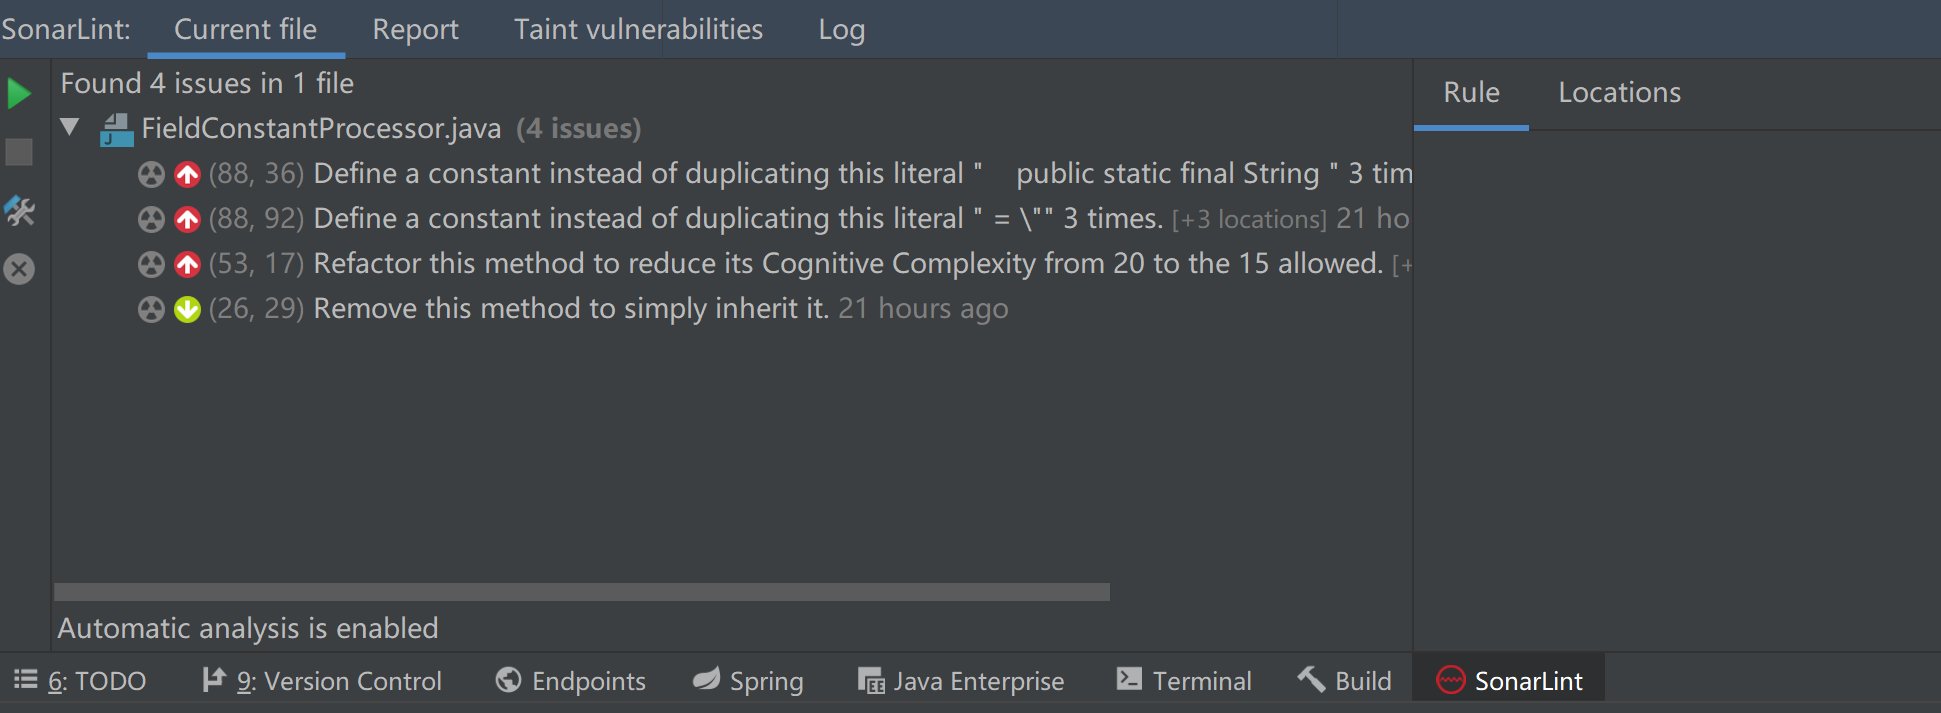 SonarLint: Current file Report Taint vulnerabilities Log
Found 4 issues in 1 file
Rule Locations
FieldConstantProcessor.java (4 issues)
(88, 36) Define a constant instead of duplicating this literal "    public static final String " 3 tim
(88, 92) Define a constant instead of duplicating this literal " = \"" 3 times. [+3 locations] 21 ho
(53, 17) Refactor this method to reduce its Cognitive Complexity from 20 to the 15 allowed. [+
(26, 29) Remove this method to simply inherit it. 21 hours ago
Automatic analysis is enabled
6: TODO 9: Version Control Endpoints Spring Java Enterprise Terminal Build SonarLint